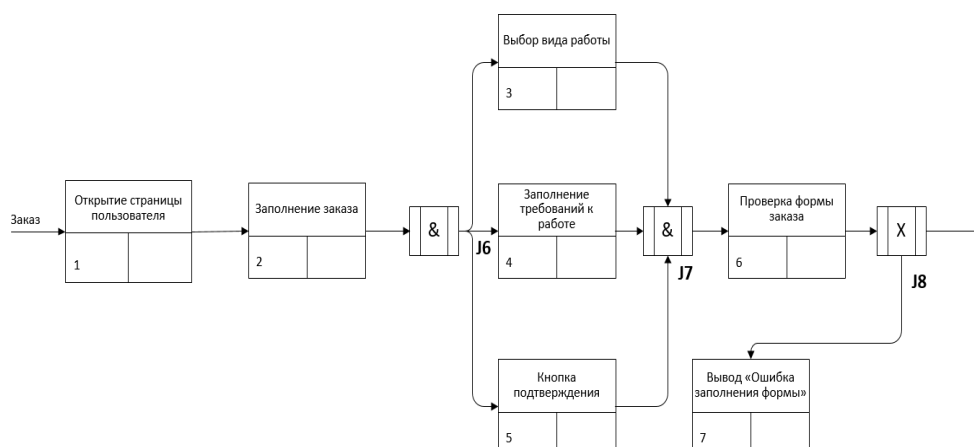 Выбор вида работы
3
Заказ
Открытие страницы
пользователя
1
Заполнение заказа
2
&
J6
Заполнение
требований к
работе
4
&
J7
Проверка формы
заказа
6
X
J8
Кнопка
подтверждения
5
Вывод «Ошибка
заполнения формы»
7